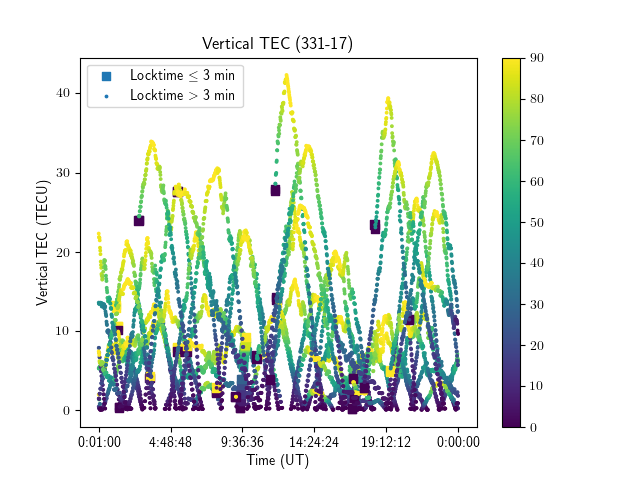 Vertical TEC (331-17)
Locktime ≤ 3 min
Locktime > 3 min
Vertical TEC (TECU)
40
30
20
10
0
0:01:00 4:48:48 9:36:36 14:24:24 19:12:12 0:00:00
Time (UT)
90
80
70
60
50
40
30
20
10
0